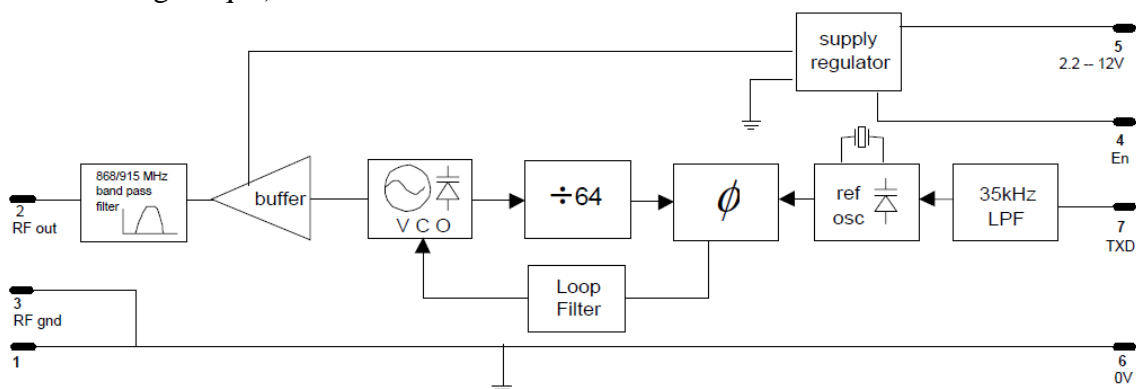 supply
regulator
5
2.2 -- 12V
4
En
868/915 MHz
band pass
filter
buffer
V C O
÷64
ϕ
ref
osc
35kHz
LPF
2
RF out
7
TXD
Loop
Filter
3
RF gnd
1
6
0V